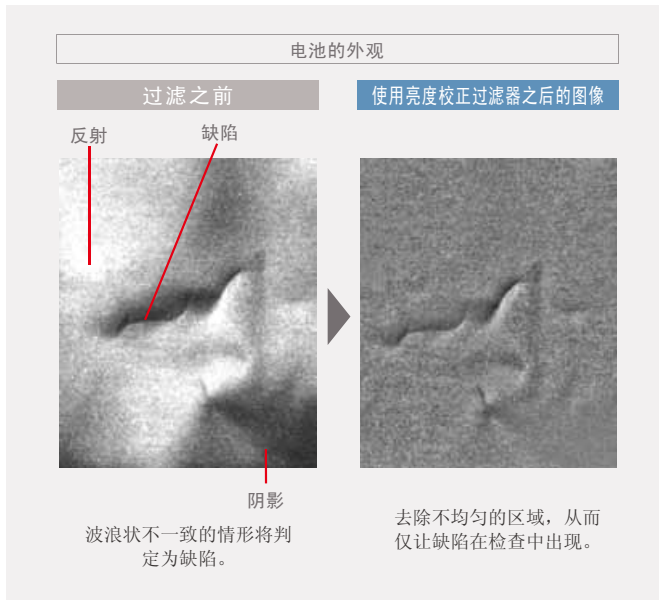 电池的外观
过滤之前
使用亮度校正过滤器之后的图像
反射
缺陷
阴影
波浪状不一致的情形将判
定为缺陷。
去除不均匀的区域，从而
仅让缺陷在检查中出现。